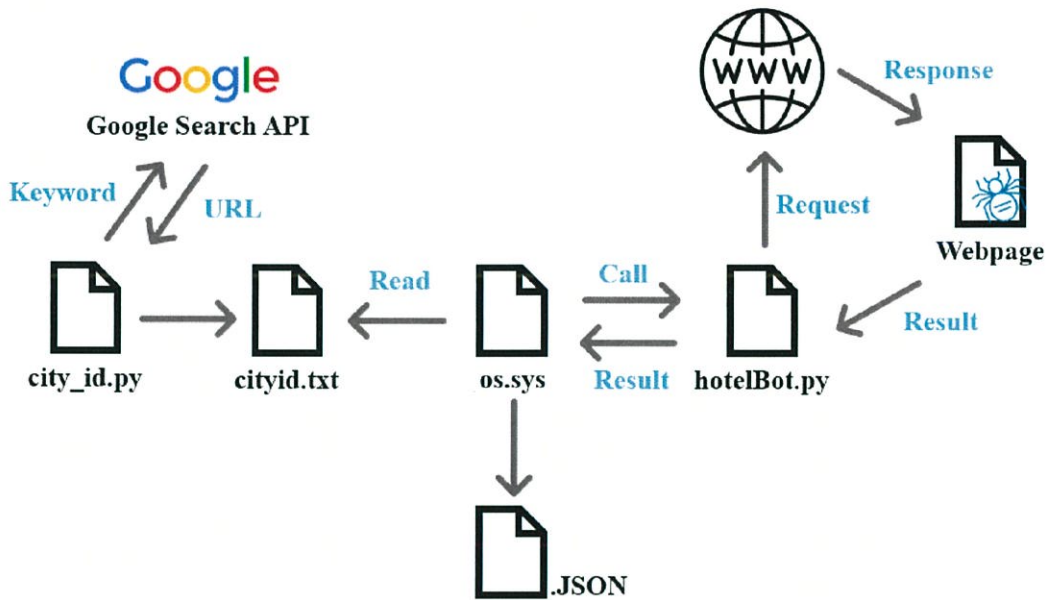 Google
Google Search API
WWW
Response
Keyword
URL
Request
Webpage
Read
Call
Result
city_id.py
cityid.txt
os.sys
Result
hotelBot.py
.JSON